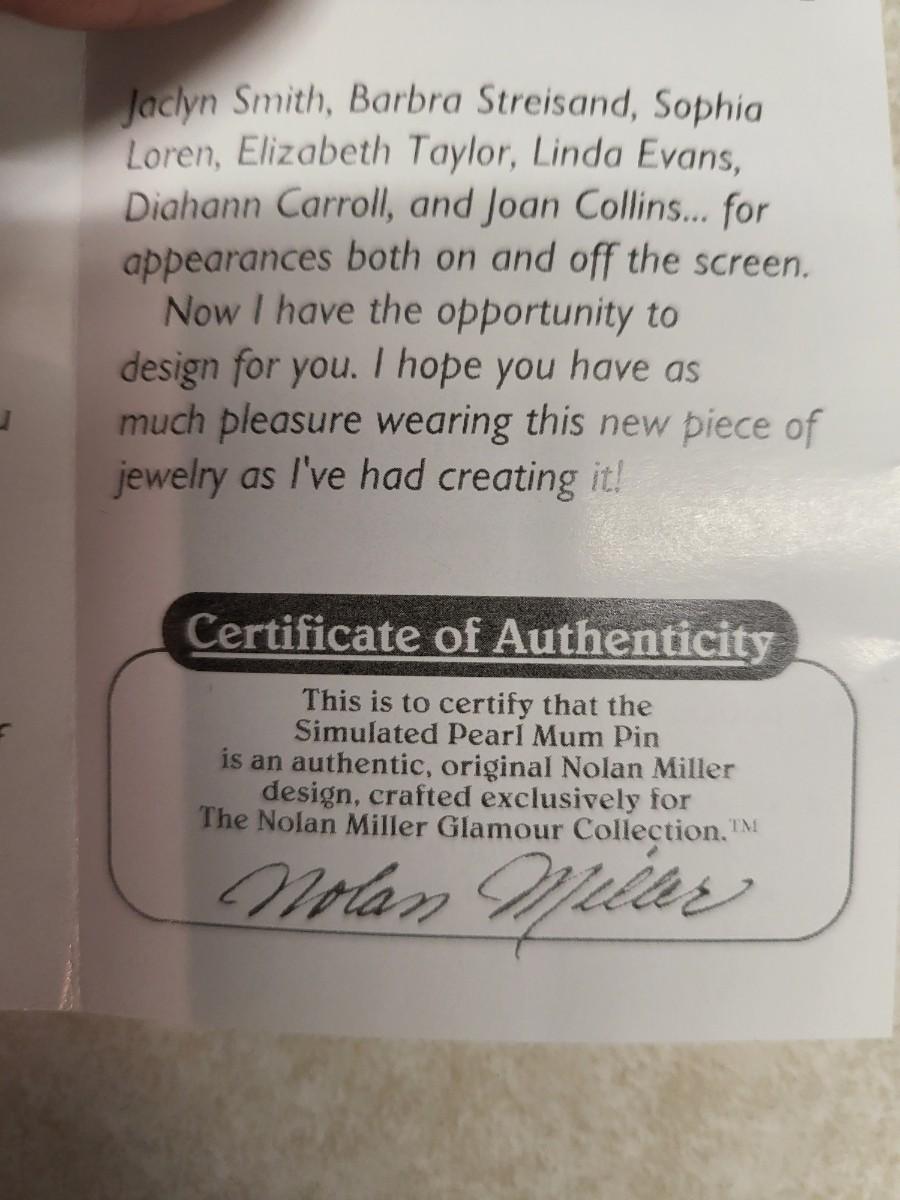 Jaclyn Smith, Barbra Streisand, Sophia
Loren, Elizabeth Taylor, Linda Evans,
Diahann Carroll, and Joan Collins... for
appearances both on and off the screen.
Now I have the opportunity to
design for you. I hope you have as
much pleasure wearing this new piece of
jewelry as I've had creating it!
Certificate of Authenticity
This is to certify that the
Simulated Pearl Mum Pin
is an authentic, original Nolan Miller
design, crafted exclusively for
The Nolan Miller Glamour Collection.™
Nolan Miller